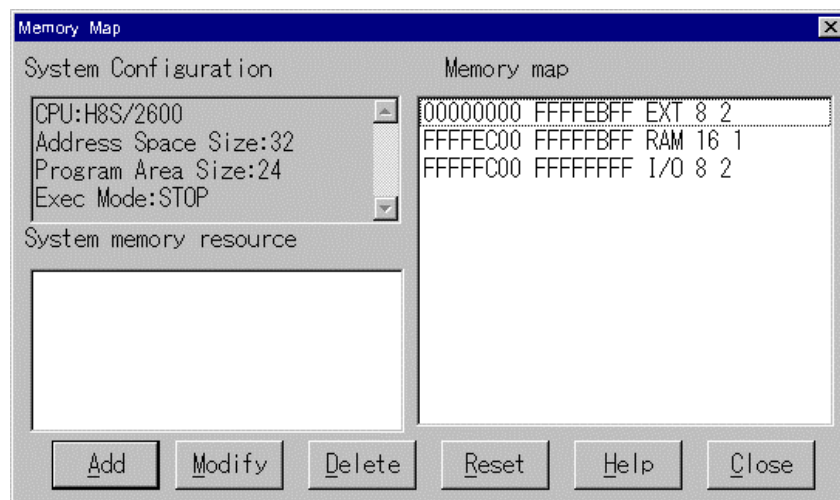 Memory Map
System Configuration
CPU:H8S/2600
Address Space Size:32
Program Area Size:24
Exec Mode:STOP
System memory resource
Memory map
00000000 FFFFEBFF EXT 8 2
FFFFEC00 FFFFFBFF RAM 16 1
FFFFFC00 FFFFFFFF I/O 8 2
Add Modify Delete Reset Help Close